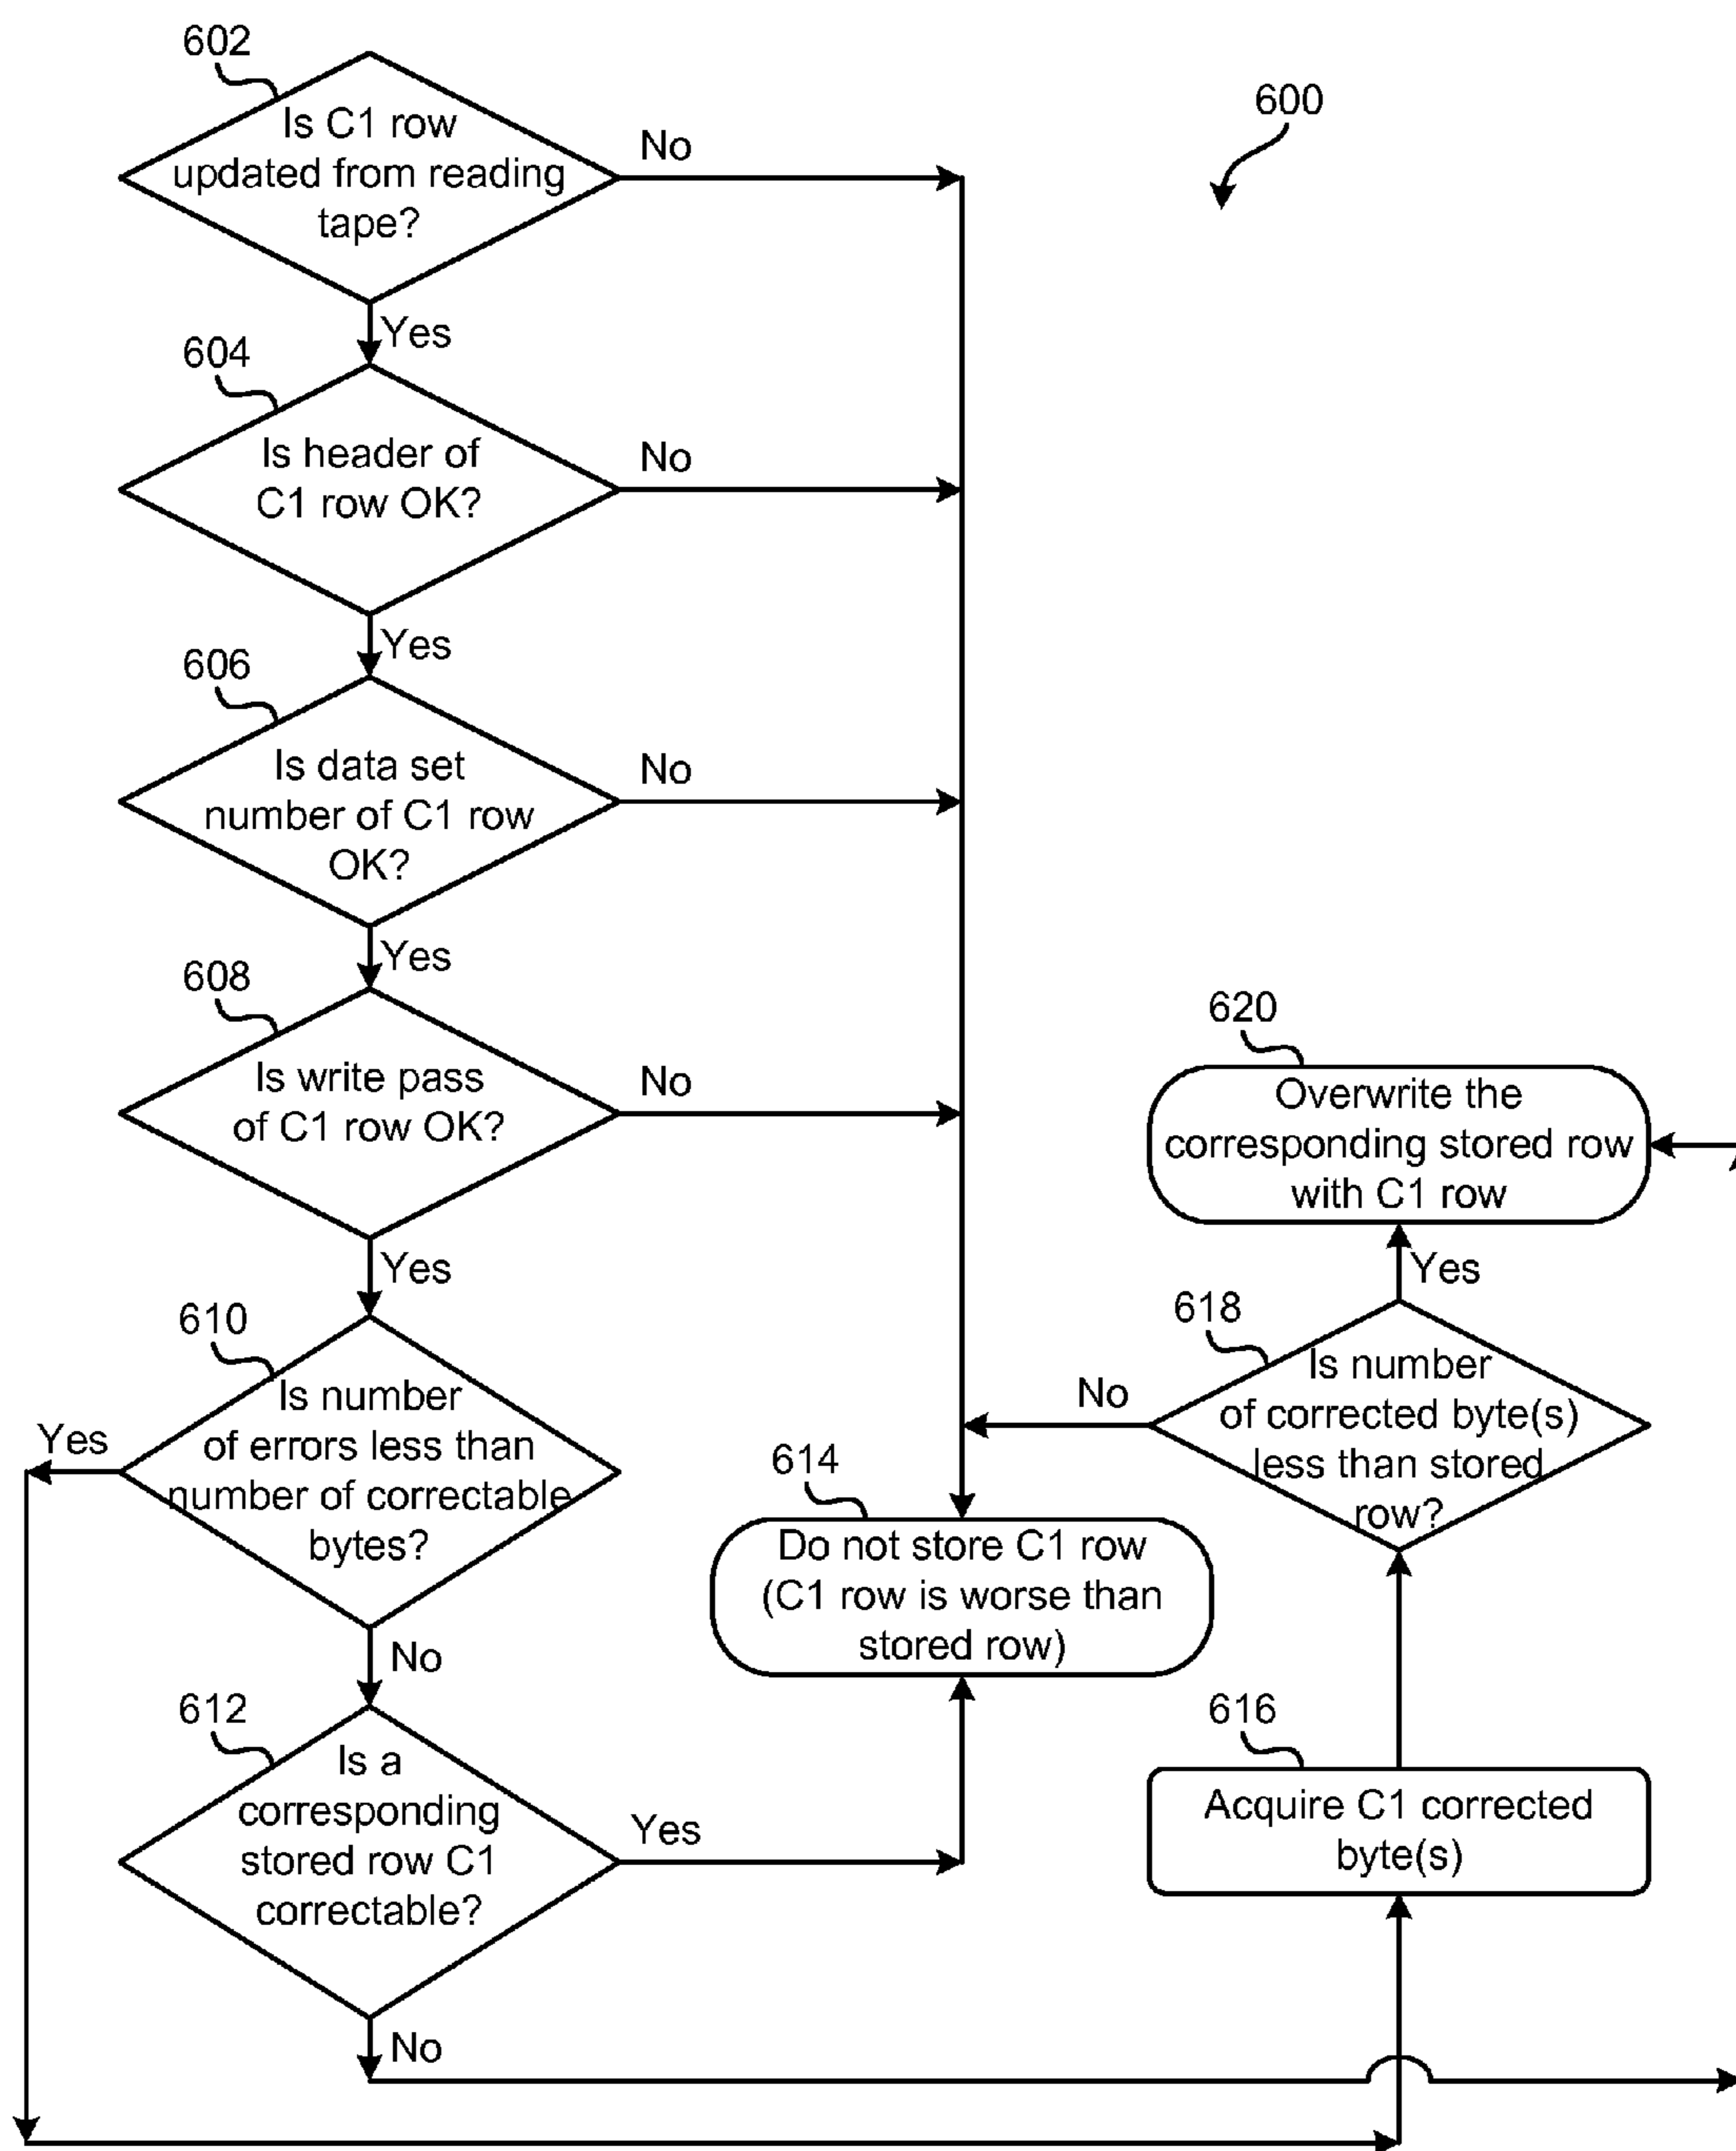 602
Is C1 row
updated from reading
tape?
No
600
Yes
604
Is header of
C1 row OK?
No
Yes
606
Is data set
number of C1 row
OK?
No
Yes
608
Is write pass
of C1 row OK?
No
Yes
620
Overwrite the
corresponding stored row
with C1 row
Yes
610
Is number
of errors less than
number of correctable
bytes?
Yes
No
618
Is number
of corrected byte(s)
less than stored
row?
No
614
Do not store C1 row
(C1 row is worse than
stored row)
612
Is a
corresponding
stored row C1
correctable?
Yes
No
616
Acquire C1 corrected
byte(s)